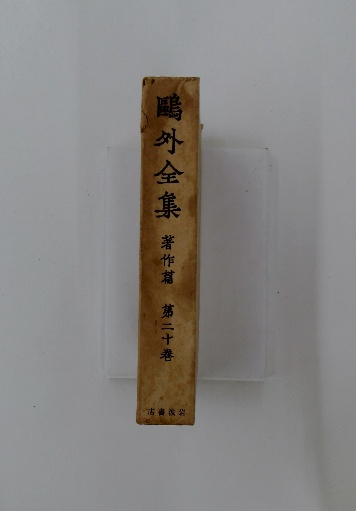 鷗外全集
著作篇 第二十巻
岩波書店